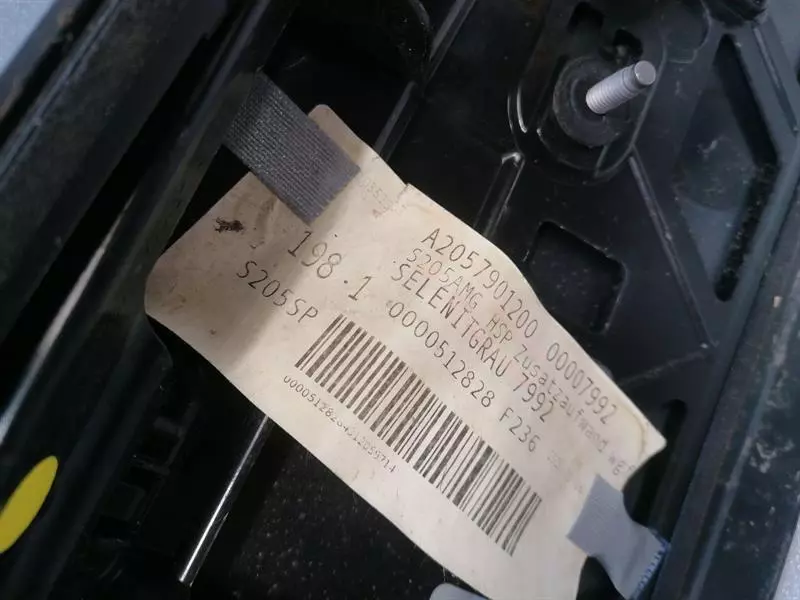 A2057901200 00007992
S205AMG HSP Zusatzaufwand
SELENITGRAU 7992
0000512828 F236
198.1
S205SP